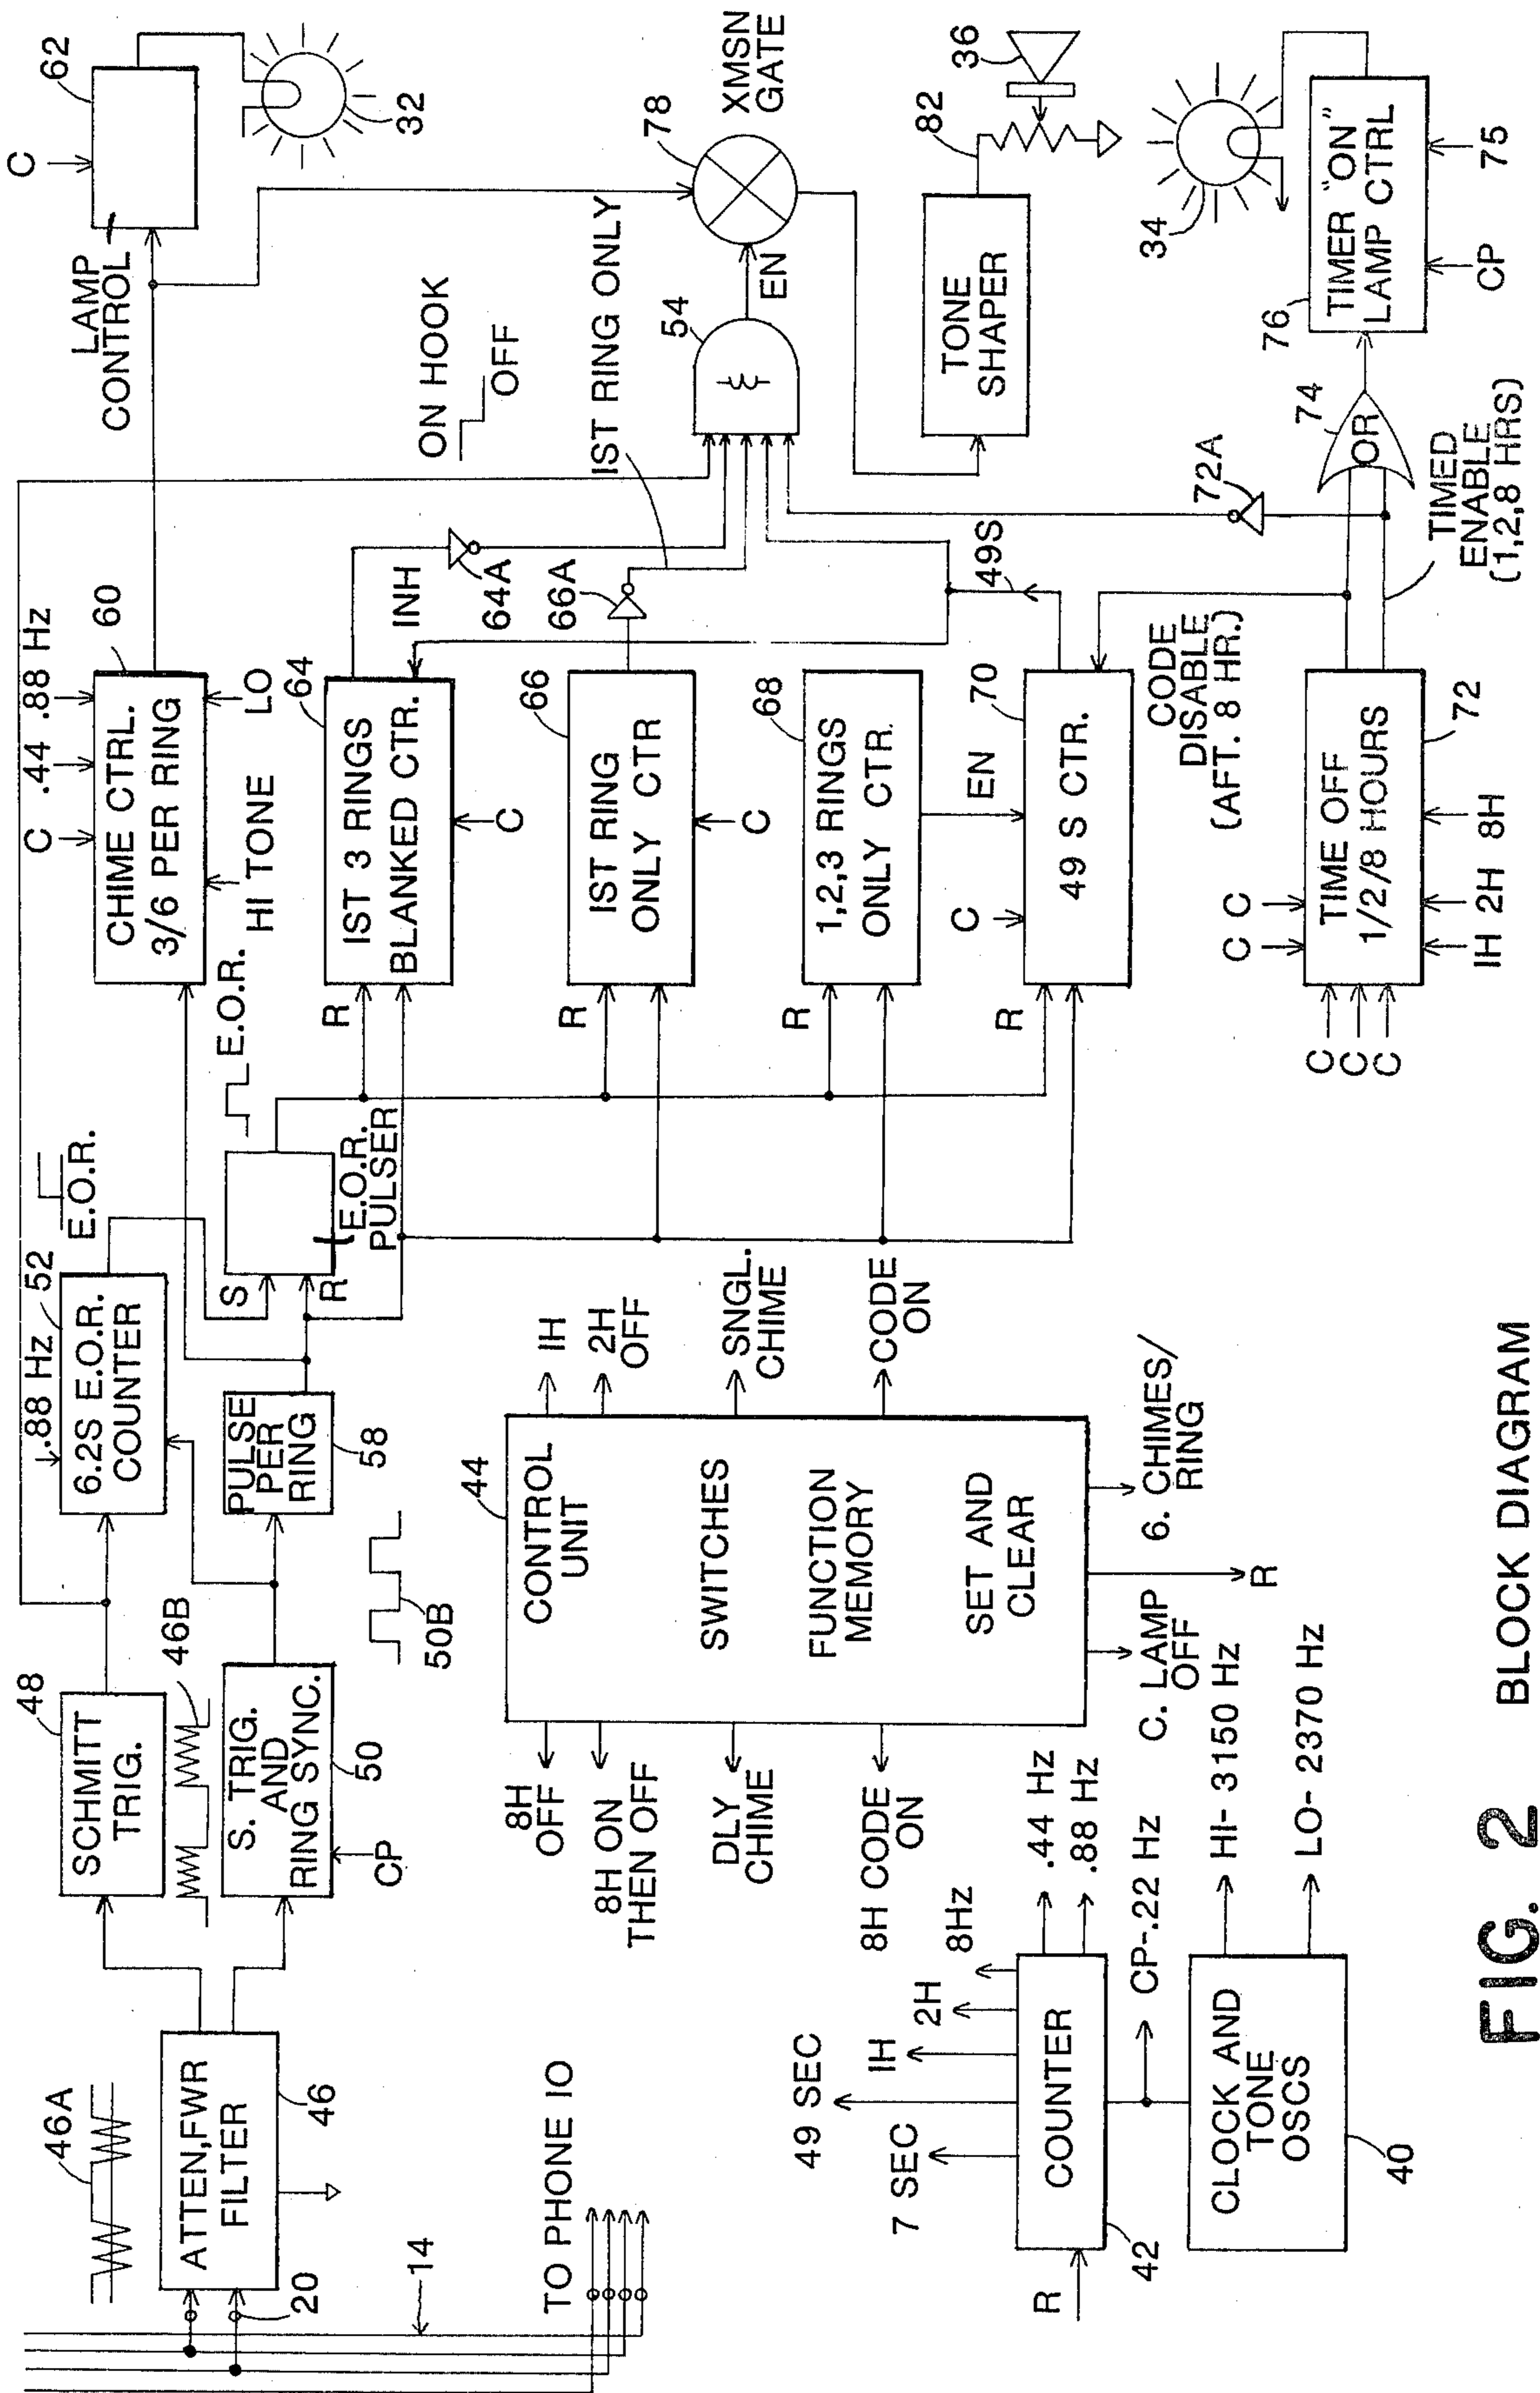 46A
ATTEN,FWR
FILTER
46
20
14
TO PHONE 10
48
SCHMITT
TRIG.
46B
S. TRIG.
AND
RING SYNC.
50
CP
50B
.88 Hz
52
6.2S E.O.R.
COUNTER
E.O.R.
PULSE
PER
RING
58
S
R
E.O.R.
E.O.R.
PULSER
C
.44
.88 Hz
60
CHIME CTRL.
3/6 PER RING
HI TONE
LO
LAMP
CONTROL
C
62
32
R
64
IST 3 RINGS
BLANKED CTR.
C
INH
64A
R
66
IST RING
ONLY CTR
C
66A
IST RING ONLY
ON HOOK
OFF
R
68
1,2,3 RINGS
ONLY CTR.
EN
R
C
70
49 S CTR.
49S
CODE
DISABLE
(AFT. 8 HR.)
54
EN
78
XMSN
GATE
TONE
SHAPER
82
36
C C
C
C
C
TIME OFF
1/2/8 HOURS
72
IH 2H 8H
72A
TIMED
ENABLE
(1,2,8 HRS)
OR
74
76
TIMER "ON"
LAMP CTRL
CP
75
34
44
CONTROL
UNIT
SWITCHES
FUNCTION
MEMORY
SET AND
CLEAR
IH
2H
OFF
SNGL.
CHIME
CODE
ON
8H
OFF
8H ON
THEN OFF
DLY
CHIME
8H CODE
ON
C. LAMP
OFF
R
6. CHIMES/
RING
49 SEC
7 SEC
IH
2H
8Hz
.44 Hz
.88 Hz
R
COUNTER
42
CP-.22 Hz
CLOCK AND
TONE
OSCS
40
HI- 3150 Hz
LO- 2370 Hz
FIG. 2 BLOCK DIAGRAM